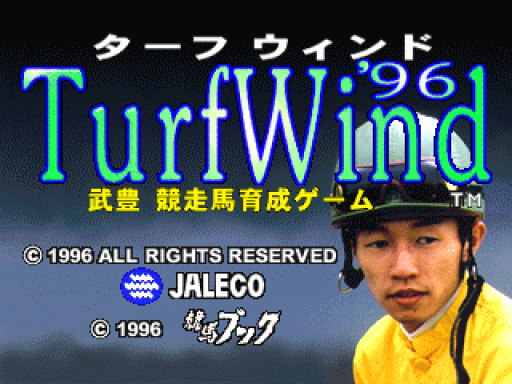 ターフ ウィンド
'96
TurfWind
武豊 競走馬育成ゲーム TM
© 1996 ALL RIGHTS RESERVED
JALECO
© 1996 競馬ブック